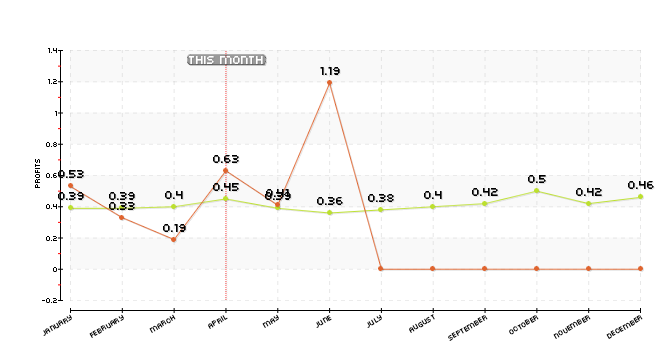 1.4
THIS MONTH
1.2
1.19
1
0.8
PROFITS
0.6
0.53
0.63
0.45
0.41
0.39
0.39
0.39
0.33
0.4
0.36
0.38
0.4
0.42
0.5
0.42
0.46
0.4
0.19
0.2
0
-0.2
JANUARY
FEBRUARY
MARCH
APRIL
MAY
JUNE
JULY
AUGUST
SEPTEMBER
OCTOBER
NOVEMBER
DECEMBER